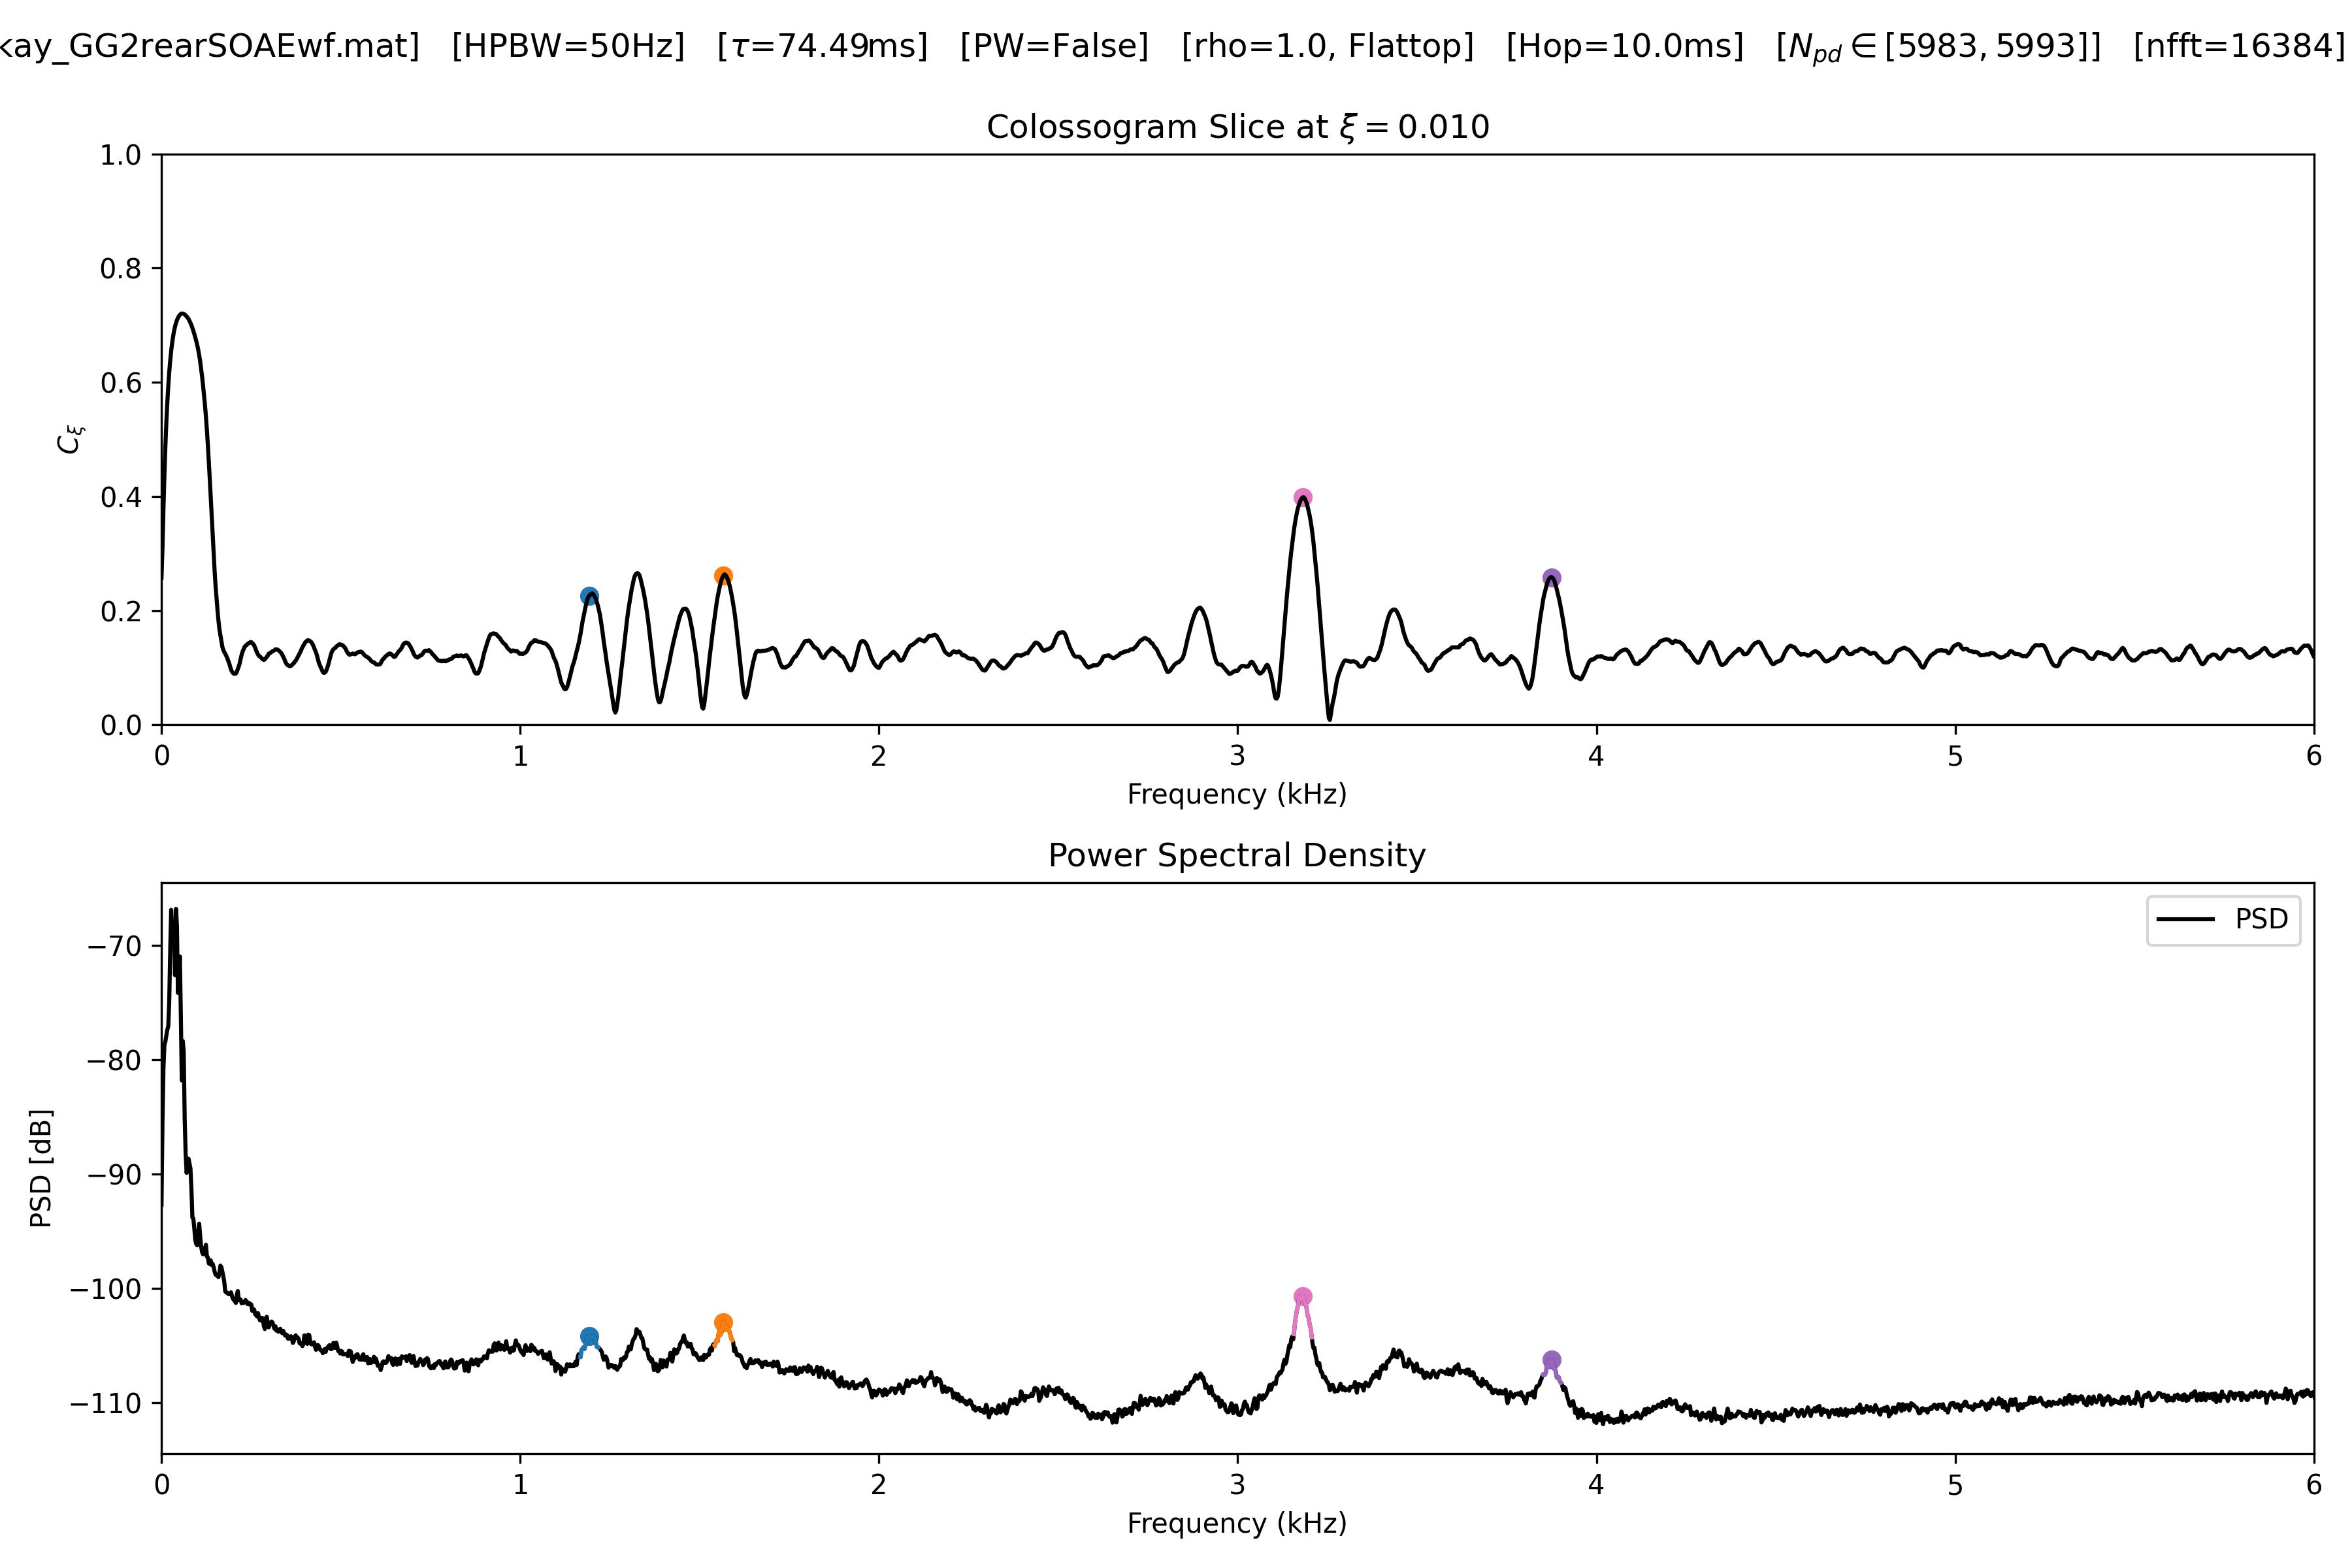 kay_GG2rearSOAEwf.mat] [HPBW=50Hz] [τ=74.49ms] [PW=False] [rho=1.0, Flattop] [Hop=10.0ms] [N_pd ∈ [5983, 5993]] [nfft=16384]
Colossogram Slice at ξ = 0.010
1.0
0.8
0.6
0.4
0.2
0.0
C_ξ
0 1 2 3 4 5 6
Frequency (kHz)
Power Spectral Density
PSD
−70
−80
−90
−100
−110
PSD [dB]
0 1 2 3 4 5 6
Frequency (kHz)